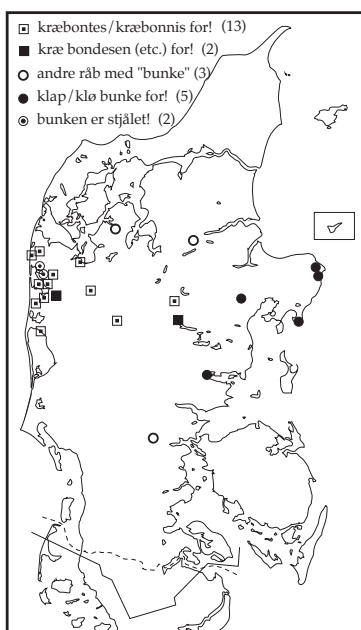 kræbontes/kræbonnis for! (13)
kræ bondesen (etc.) for! (2)
andre råb med "bunke" (3)
klap/klø bunke for! (5)
bunken er stjålet! (2)